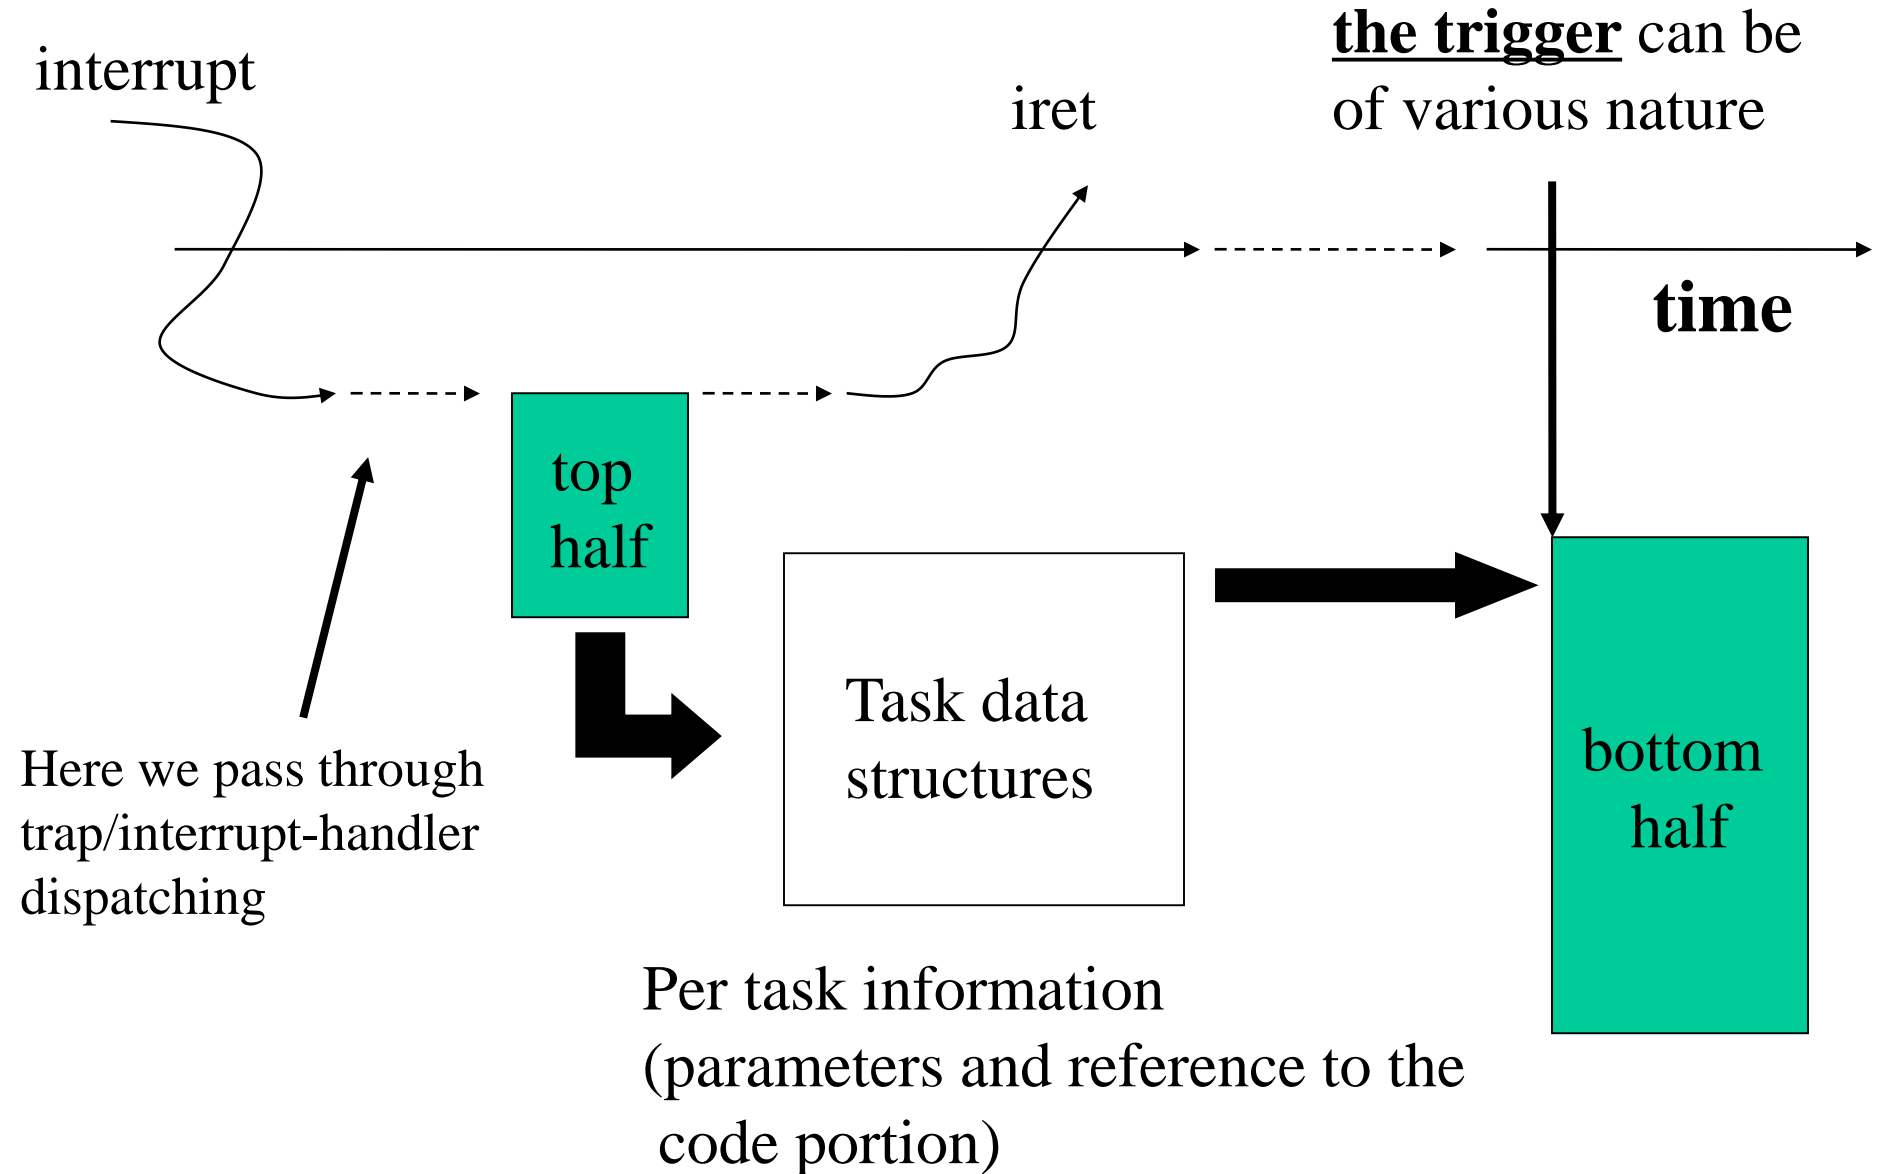 interrupt
iret
the trigger can be
of various nature
time
top
half
Here we pass through
trap/interrupt-handler
dispatching
Task data
structures
bottom
half
Per task information
(parameters and reference to the
code portion)